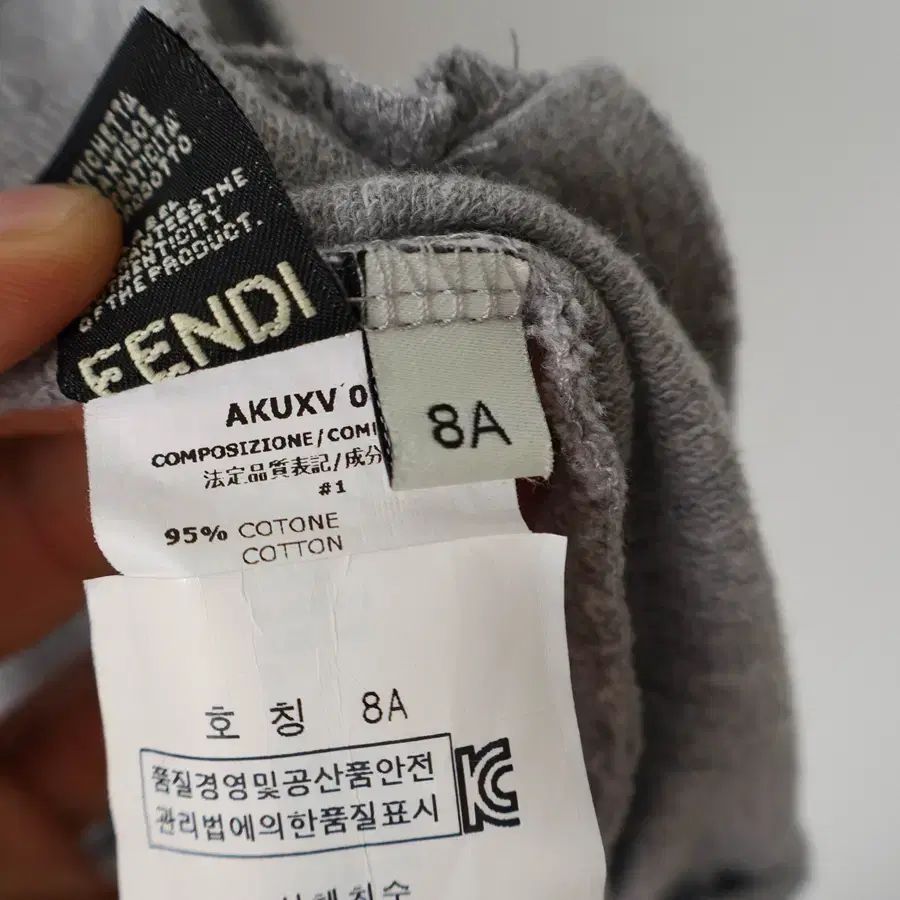 THE
AUTHENTICITY
OF THE PRODUCT.
FENDI
AKUXV 0
COMPOSIZIONE/COM
法定品質表記/成分
#1
95% COTONE
COTTON
8A
호 칭 8A
품질경영및공산품안전
관리법에의한품질표시
KC